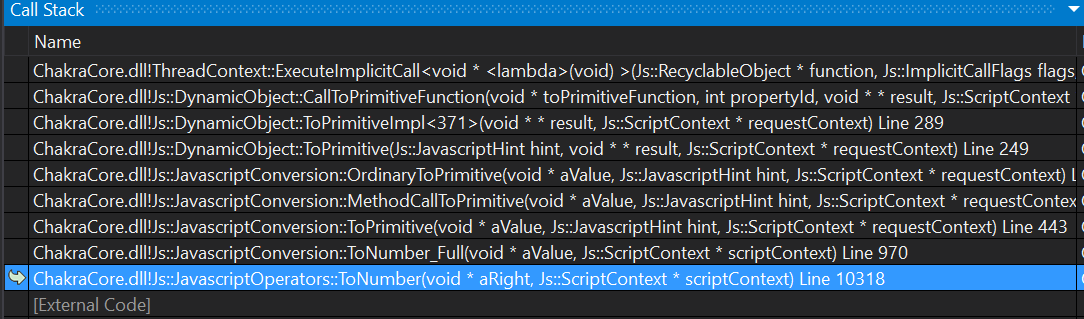 Call Stack
Name
ChakraCore.dll!ThreadContext::ExecuteImplicitCall<void * <lambda>(void) >(Js::RecyclableObject * function, Js::ImplicitCallFlags flags,
ChakraCore.dll!Js::DynamicObject::CallToPrimitiveFunction(void * toPrimitiveFunction, int propertyId, void * * result, Js::ScriptContext
ChakraCore.dll!Js::DynamicObject::ToPrimitiveImpl<371>(void * * result, Js::ScriptContext * requestContext) Line 289
ChakraCore.dll!Js::DynamicObject::ToPrimitive(Js::JavascriptHint hint, void * * result, Js::ScriptContext * requestContext) Line 249
ChakraCore.dll!Js::JavascriptConversion::OrdinaryToPrimitive(void * aValue, Js::JavascriptHint hint, Js::ScriptContext * requestContext) L
ChakraCore.dll!Js::JavascriptConversion::MethodCallToPrimitive(void * aValue, Js::JavascriptHint hint, Js::ScriptContext * requestContex
ChakraCore.dll!Js::JavascriptConversion::ToPrimitive(void * aValue, Js::JavascriptHint hint, Js::ScriptContext * requestContext) Line 443
ChakraCore.dll!Js::JavascriptConversion::ToNumber_Full(void * aValue, Js::ScriptContext * scriptContext) Line 970
ChakraCore.dll!Js::JavascriptOperators::ToNumber(void * aRight, Js::ScriptContext * scriptContext) Line 10318
[External Code]